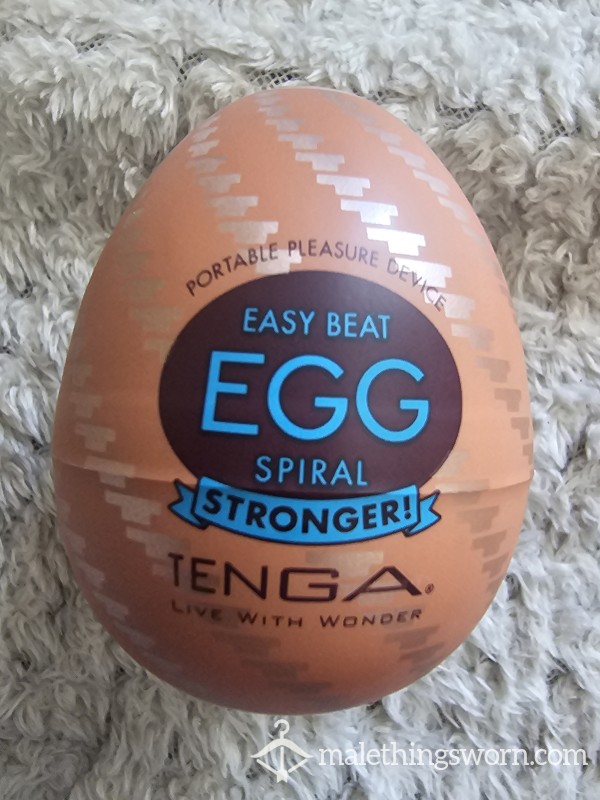 PORTABLE PLEASURE DEVICE
EASY BEAT
EGG
SPIRAL
STRONGER!
TENGA®
LIVE WITH WONDER
malethingsworn.com